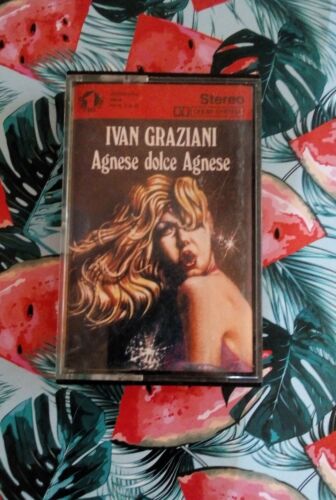 Stereo
IVAN GRAZIANI
Agnese dolce Agnese